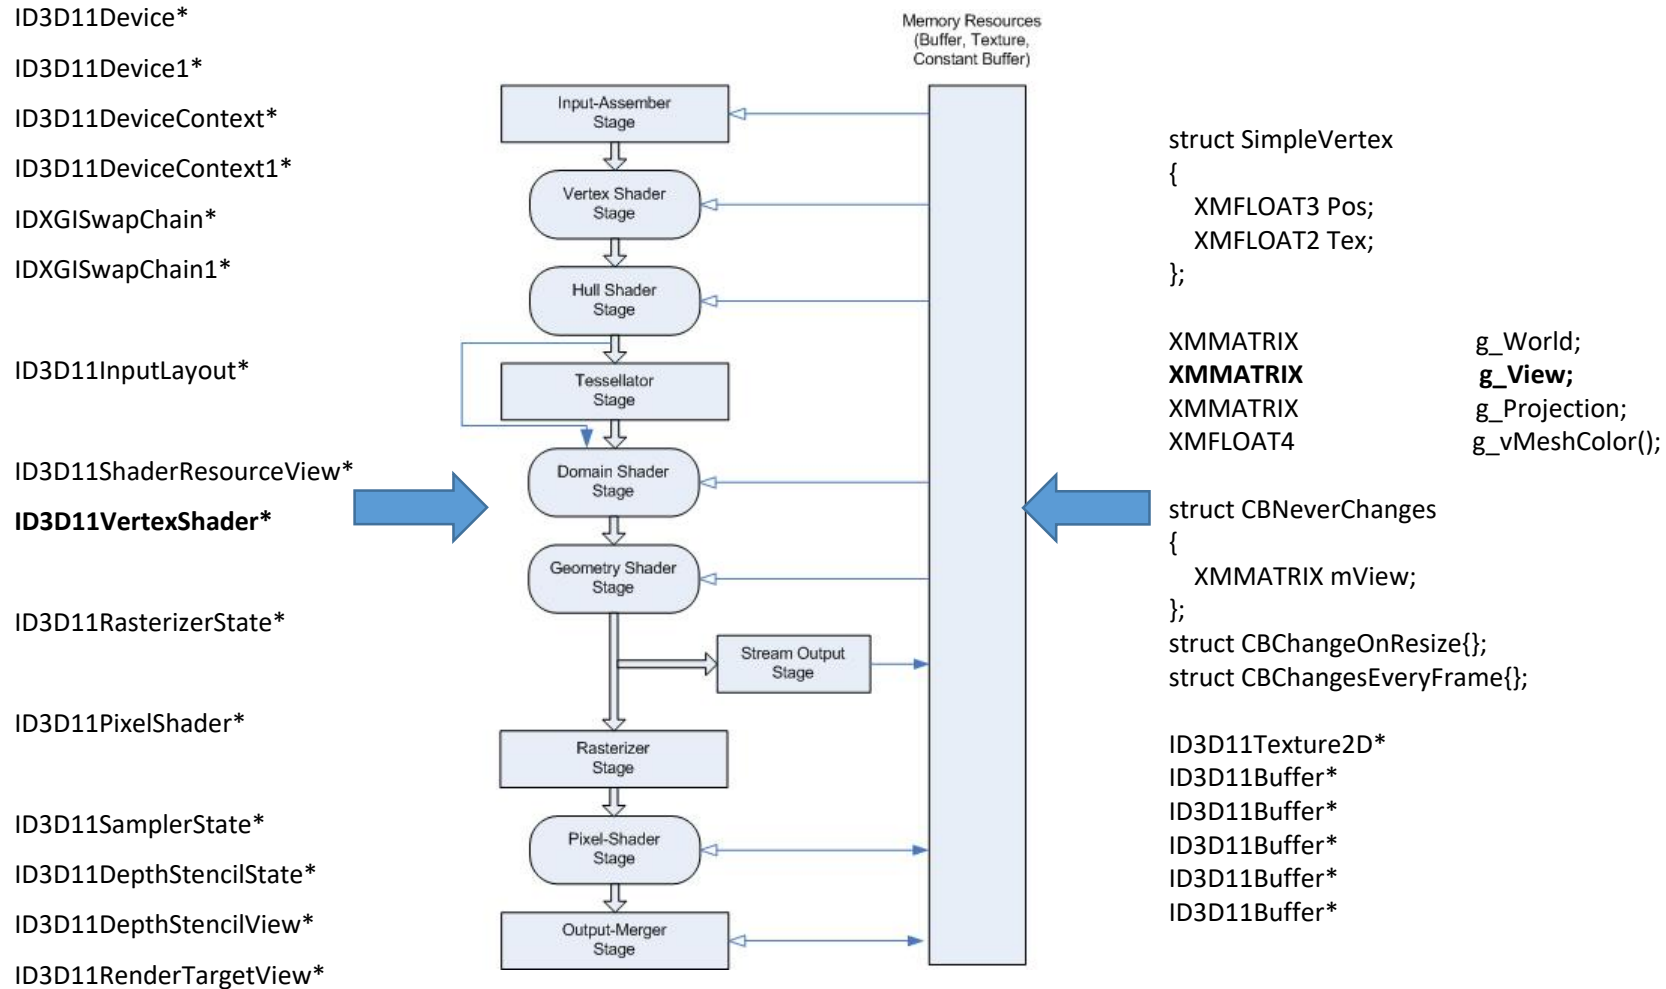 ID3D11Device*
ID3D11Device1*
ID3D11DeviceContext*
ID3D11DeviceContext1*
IDXGISwapChain*
IDXGISwapChain1*
ID3D11InputLayout*
ID3D11ShaderResourceView*
ID3D11VertexShader*
ID3D11RasterizerState*
ID3D11PixelShader*
ID3D11SamplerState*
ID3D11DepthStencilState*
ID3D11DepthStencilView*
ID3D11RenderTargetView*
Input-Assember
Stage
Vertex Shader
Stage
Hull Shader
Stage
Tessellator
Stage
Domain Shader
Stage
Geometry Shader
Stage
Stream Output
Stage
Rasterizer
Stage
Pixel-Shader
Stage
Output-Merger
Stage
Memory Resources
(Buffer, Texture,
Constant Buffer)
struct SimpleVertex
{
XMFLOAT3 Pos;
XMFLOAT2 Tex;
};
XMMATRIX g_World;
XMMATRIX g_View;
XMMATRIX g_Projection;
XMFLOAT4 g_vMeshColor();
struct CBNeverChanges
{
XMMATRIX mView;
};
struct CBChangeOnResize{};
struct CBChangesEveryFrame{};
ID3D11Texture2D*
ID3D11Buffer*
ID3D11Buffer*
ID3D11Buffer*
ID3D11Buffer*
ID3D11Buffer*